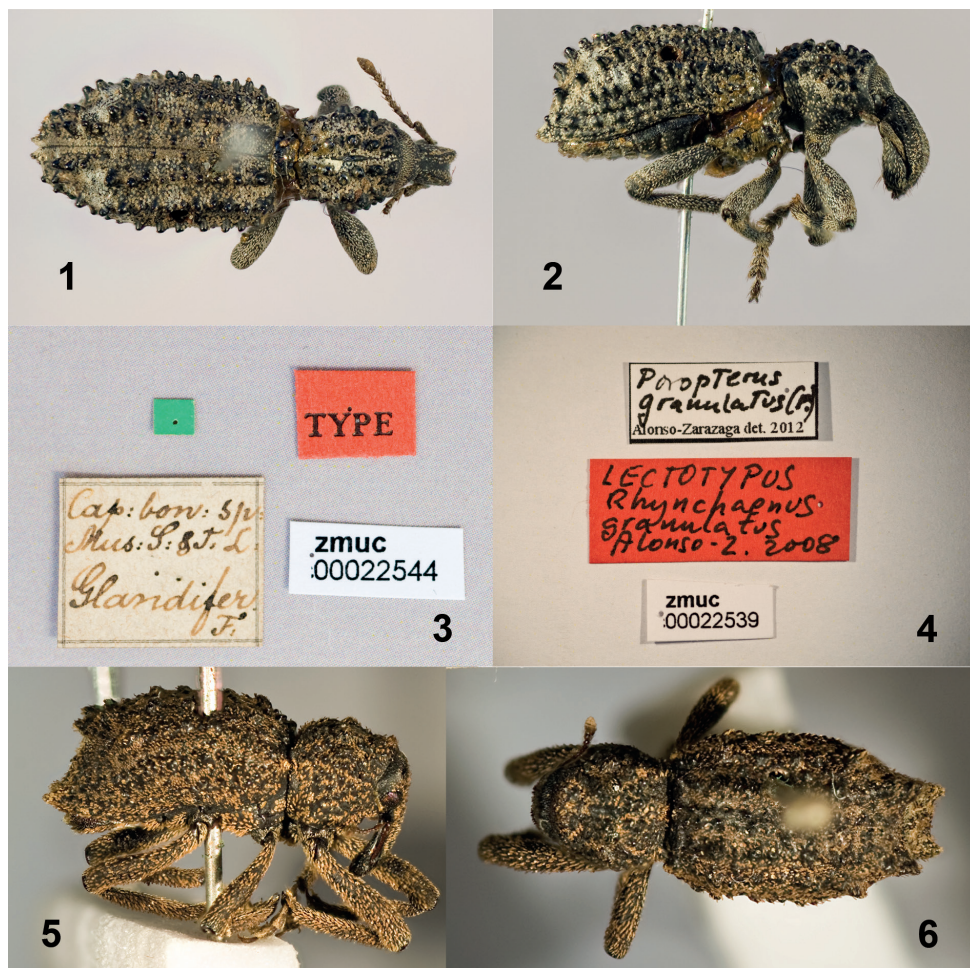 1
2
TYPE
Cap: bon: sp:
Mus: S: & T. L.
Glandifer
F.
zmuc
00022544
3
Poropterus
granulatus (F.)
Alonso-Zarazaga det. 2012
LECTOTYPUS
Rhynchaenus
granulatus
Alonso-Z. 2008
zmuc
00022539
4
5
6